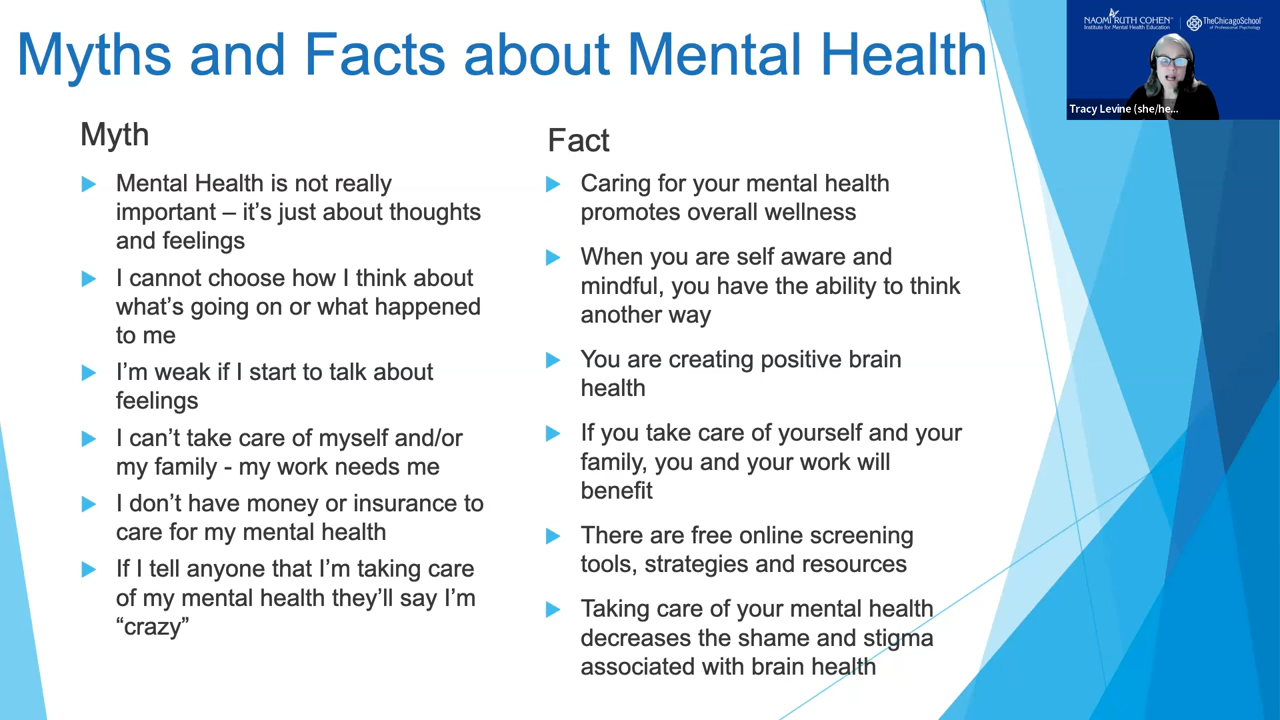 Myths and Facts about Mental Health
Myth
Mental Health is not really
important – it’s just about thoughts
and feelings
I cannot choose how I think about
what’s going on or what happened
to me
I’m weak if I start to talk about
feelings
I can’t take care of myself and/or
my family - my work needs me
I don’t have money or insurance to
care for my mental health
If I tell anyone that I’m taking care
of my mental health they’ll say I’m
“crazy”
Fact
Caring for your mental health
promotes overall wellness
When you are self aware and
mindful, you have the ability to think
another way
You are creating positive brain
health
If you take care of yourself and your
family, you and your work will
benefit
There are free online screening
tools, strategies and resources
Taking care of your mental health
decreases the shame and stigma
associated with brain health
NAOMI RUTH COHEN
Institute for Mental Health Education
TheChicagoSchool
of Professional Psychology
Tracy Levine (she/he...